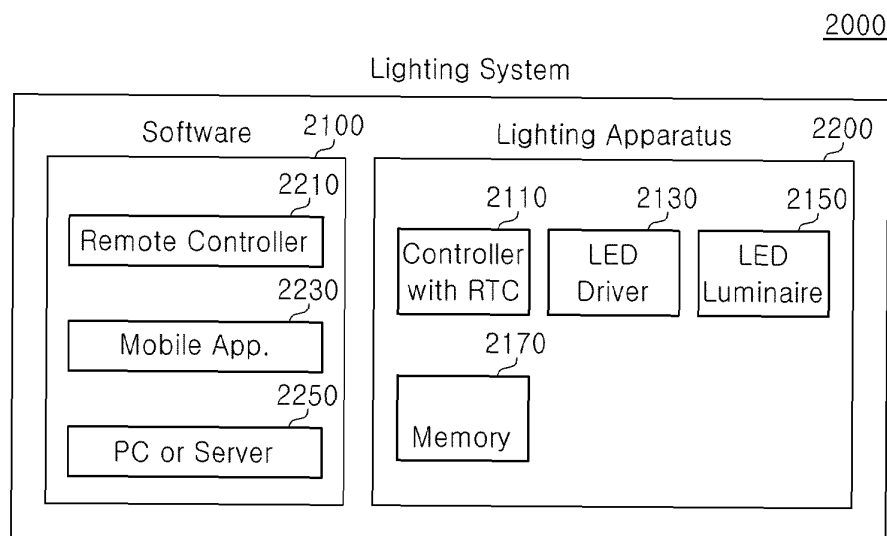 2000
Lighting System
Software
2100
Lighting Apparatus
2200
2210
Remote Controller
2230
Mobile App.
2250
PC or Server
2110
Controller
with RTC
2130
LED
Driver
2150
LED
Luminaire
2170
Memory